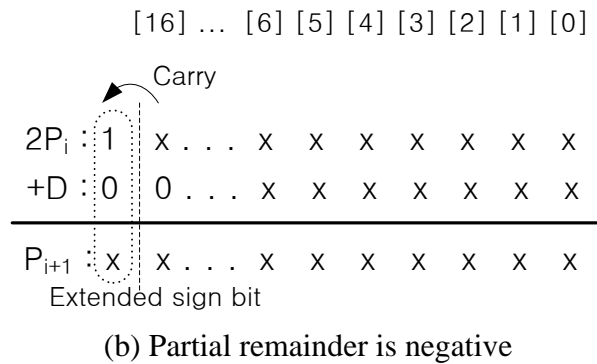 [16] ... [6] [5] [4] [3] [2] [1] [0]
Carry
2Pi : 1 x . . . x x x x x x x
+D : 0 0 . . . x x x x x x x
Pi+1 : x x . . . x x x x x x x
Extended sign bit
(b) Partial remainder is negative